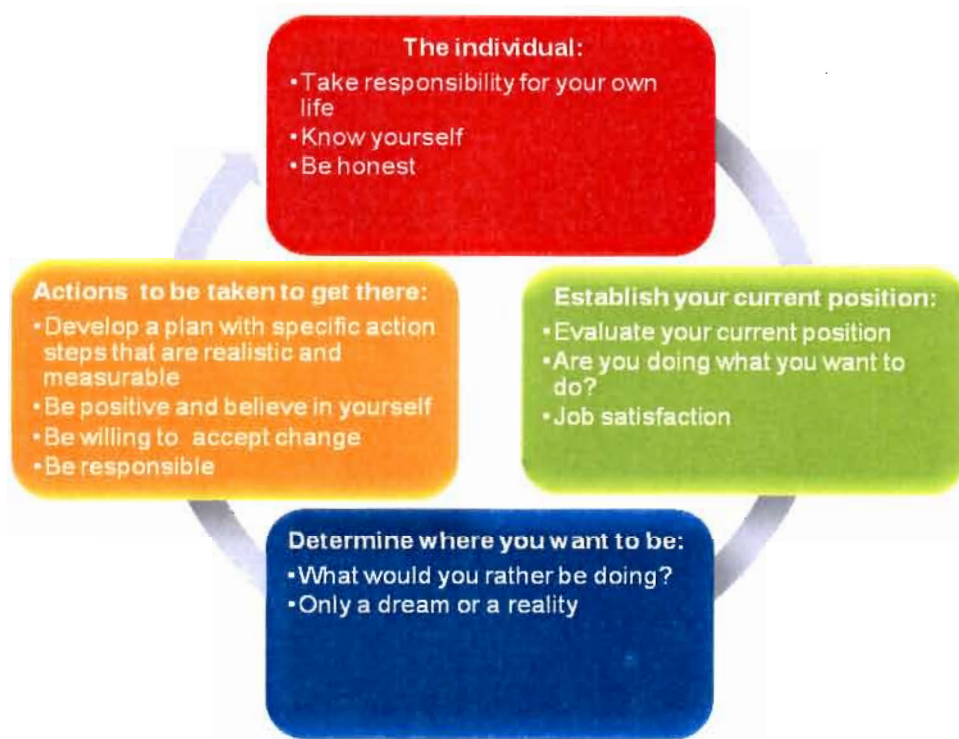 The individual:
•Take responsibility for your own
life
•Know yourself
•Be honest
Establish your current position:
•Evaluate your current position
•Are you doing what you want to
do?
•Job satisfaction
Determine where you want to be:
•What would you rather be doing?
•Only a dream or a reality
Actions to be taken to get there:
•Develop a plan with specific action
steps that are realistic and
measurable
•Be positive and believe in yourself
•Be willing to accept change
•Be responsible